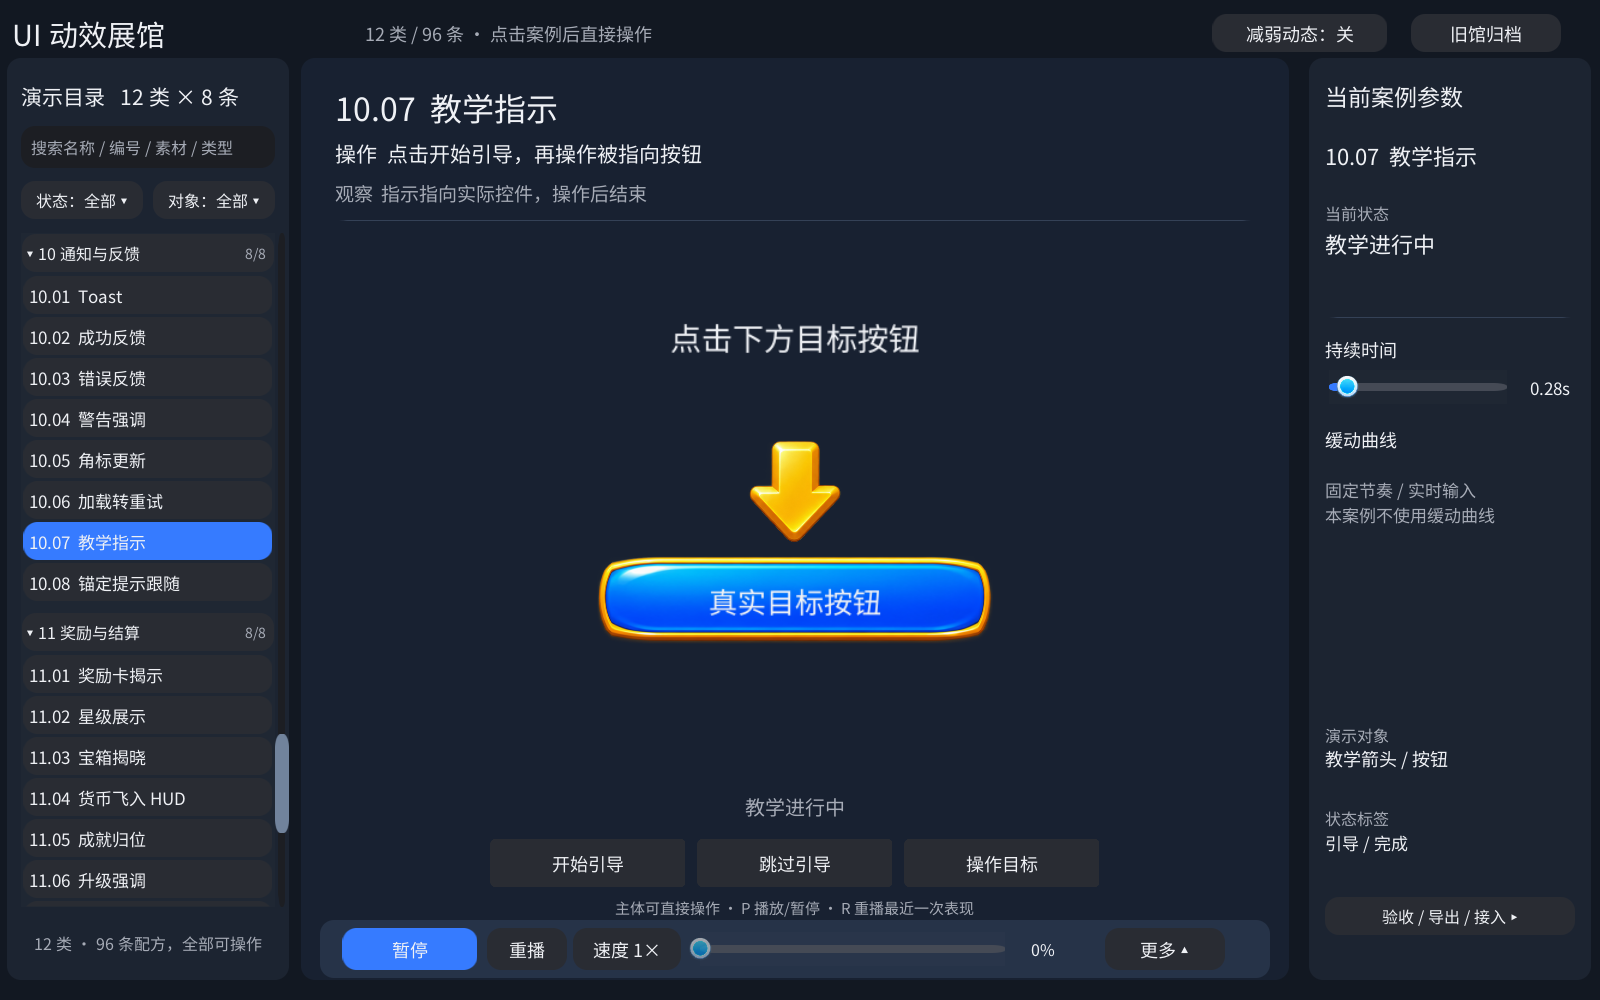 UI 动效展馆
12 类 / 96 条 · 点击案例后直接操作
减弱动态：关
旧馆归档
演示目录 12 类 × 8 条
搜索名称 / 编号 / 素材 / 类型
状态：全部 ▾
对象：全部 ▾
▾ 10 通知与反馈 8/8
10.01 Toast
10.02 成功反馈
10.03 错误反馈
10.04 警告强调
10.05 角标更新
10.06 加载转重试
10.07 教学指示
10.08 锚定提示跟随
▾ 11 奖励与结算 8/8
11.01 奖励卡揭示
11.02 星级展示
11.03 宝箱揭晓
11.04 货币飞入 HUD
11.05 成就归位
11.06 升级强调
12 类 · 96 条配方，全部可操作
10.07 教学指示
操作 点击开始引导，再操作被指向按钮
观察 指示指向实际控件，操作后结束
点击下方目标按钮
真实目标按钮
教学进行中
开始引导
跳过引导
操作目标
主体可直接操作 · P 播放/暂停 · R 重播最近一次表现
暂停
重播
速度 1×
0%
更多 ▴
当前案例参数
10.07 教学指示
当前状态
教学进行中
持续时间
0.28s
缓动曲线
固定节奏 / 实时输入
本案例不使用缓动曲线
演示对象
教学箭头 / 按钮
状态标签
引导 / 完成
验收 / 导出 / 接入 ▸